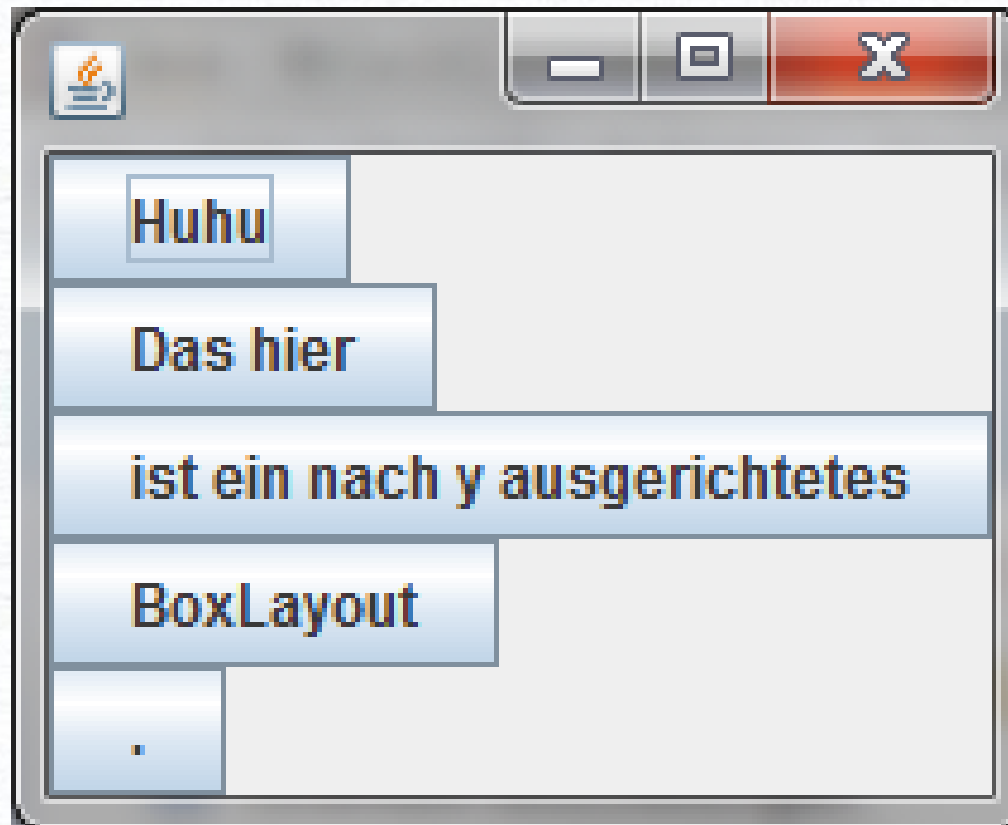 Huhu
Das hier
ist ein nach y ausgerichtetes
BoxLayout
.